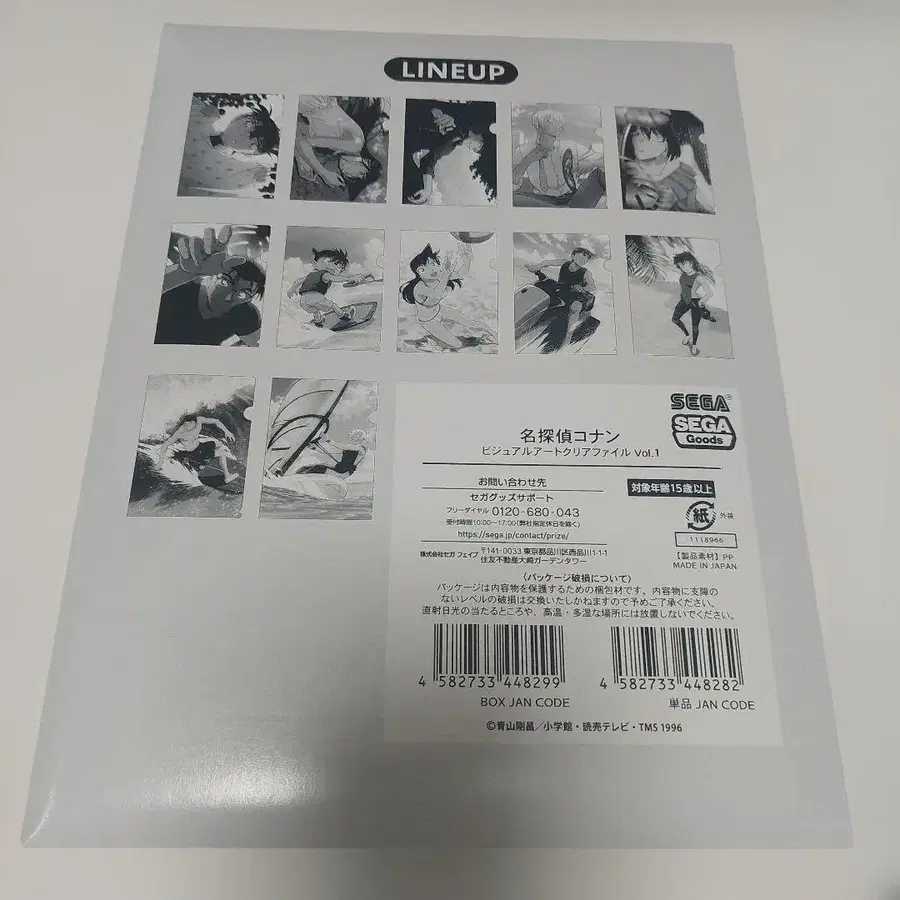 LINEUP
SEGA
SEGA
Goods
名探偵コナン
ビジュアルアートクリアファイル Vol.1
お問い合わせ先
セガグッズサポート
フリーダイヤル 0120-680-043
受付時間10:00～17:00(弊社指定休日を除く)
https://sega.jp/contact/prize/
対象年齢15歳以上
紙 外装
1118966
【製品素材】PP
MADE IN JAPAN
株式会社セガ フェイブ 〒141-0033 東京都品川区西品川1-1-1
住友不動産大崎ガーデンタワー
〈パッケージ破損について〉
パッケージは内容物を保護するための梱包材です。内容物に支障の
ないレベルの破損は交換いたしかねますので予めご了承ください。
直射日光の当たるところや、高温・多湿な場所には放置しないでください。
4 582733 448299
BOX JAN CODE
4 582733 448282
単品 JAN CODE
©青山剛昌／小学館・読売テレビ・TMS 1996